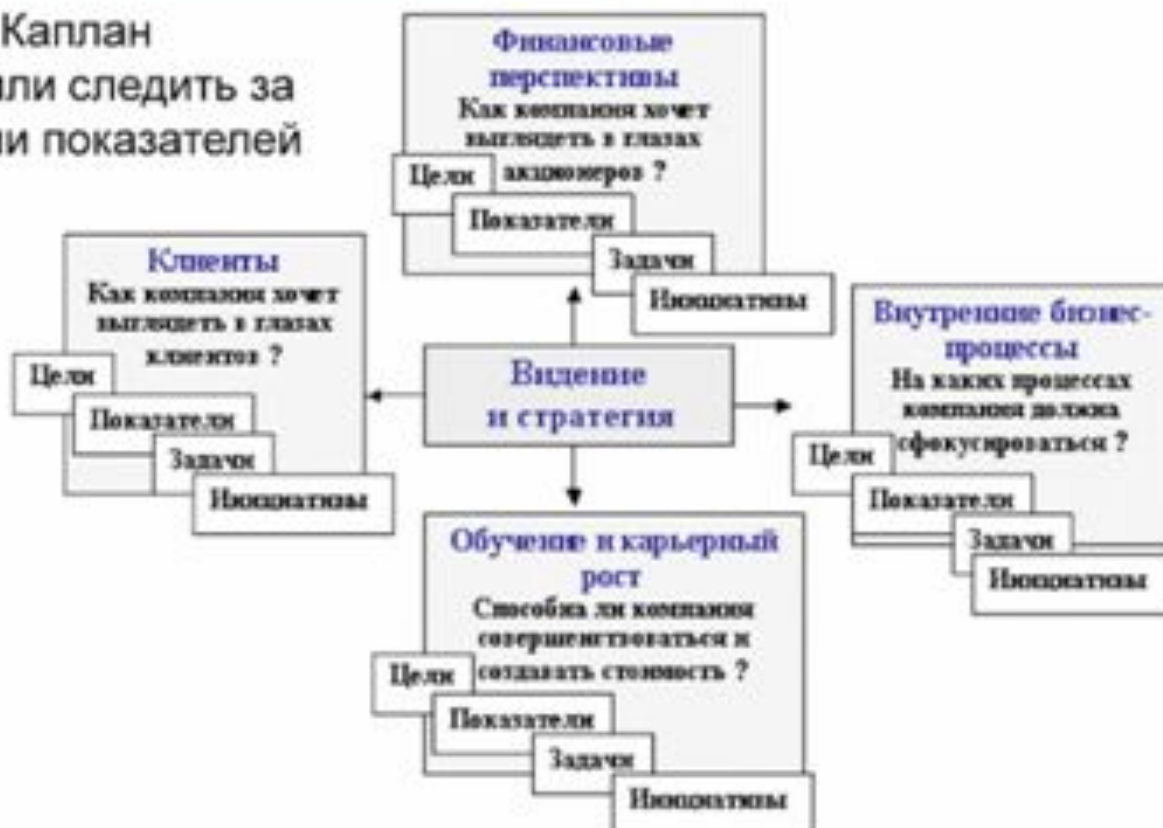 Каплан
или следить за
ми показателей
Финансовые
перспективы
Как компания хочет
выглядеть в глазах
акционеров ?
Цели
Показатели
Задачи
Инициативы
Клиенты
Как компания хочет
выглядеть в глазах
клиентов ?
Цели
Показатели
Задачи
Инициативы
Видение
и стратегия
Внутренние бизнес-
процессы
На каких процессах
компания должна
сфокусироваться ?
Цели
Показатели
Задачи
Инициативы
Обучение и карьерный
рост
Способна ли компания
совершенствоваться и
создавать стоимость ?
Цели
Показатели
Задачи
Инициативы